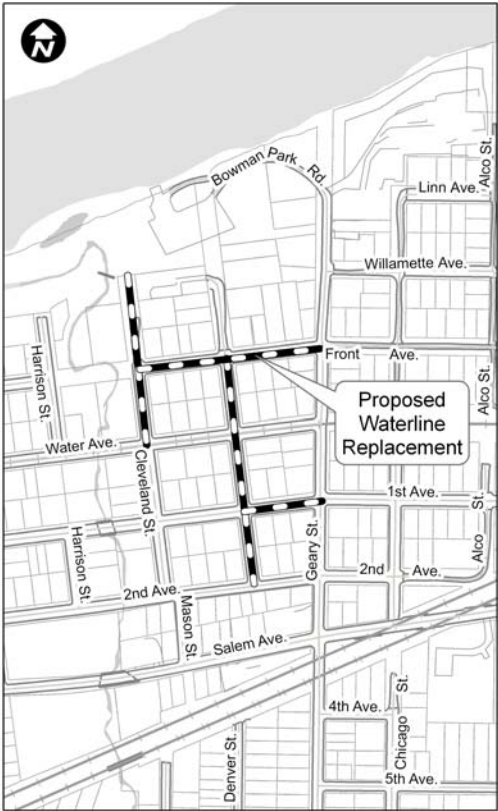 N
Bowman Park Rd.
Alco St.
Linn Ave.
Willamette Ave.
Harrison St.
Front Ave.
Proposed
Waterline
Replacement
Alco St.
Water Ave.
Cleveland St.
1st Ave.
Harrison St.
Geary St.
Alco St.
2nd Ave.
2nd Ave.
Mason St.
Salem Ave.
4th Ave.
Chicago St.
Denver St.
5th Ave.